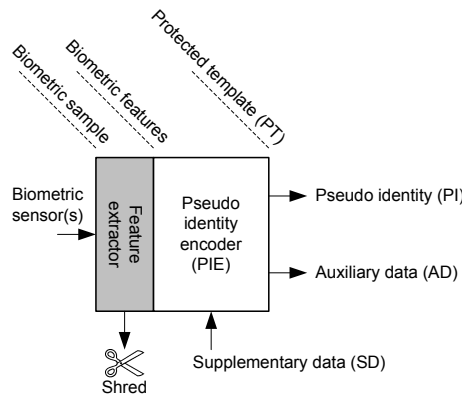 Biometric sample
Biometric features
Protected template (PT)
Biometric
sensor(s)
Feature
extractor
Pseudo
identity
encoder
(PIE)
Pseudo identity (PI)
Auxiliary data (AD)
Supplementary data (SD)
Shred